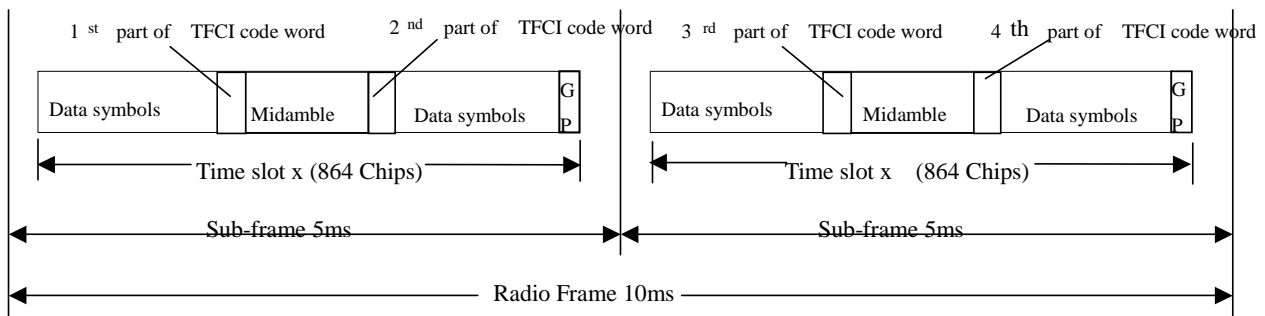 1 st part of TFCI code word
2 nd part of TFCI code word
3 rd part of TFCI code word
4 th part of TFCI code word
Data symbols
Midamble
Data symbols
G
P
Data symbols
Midamble
Data symbols
G
P
Time slot x (864 Chips)
Time slot x (864 Chips)
Sub-frame 5ms
Sub-frame 5ms
Radio Frame 10ms